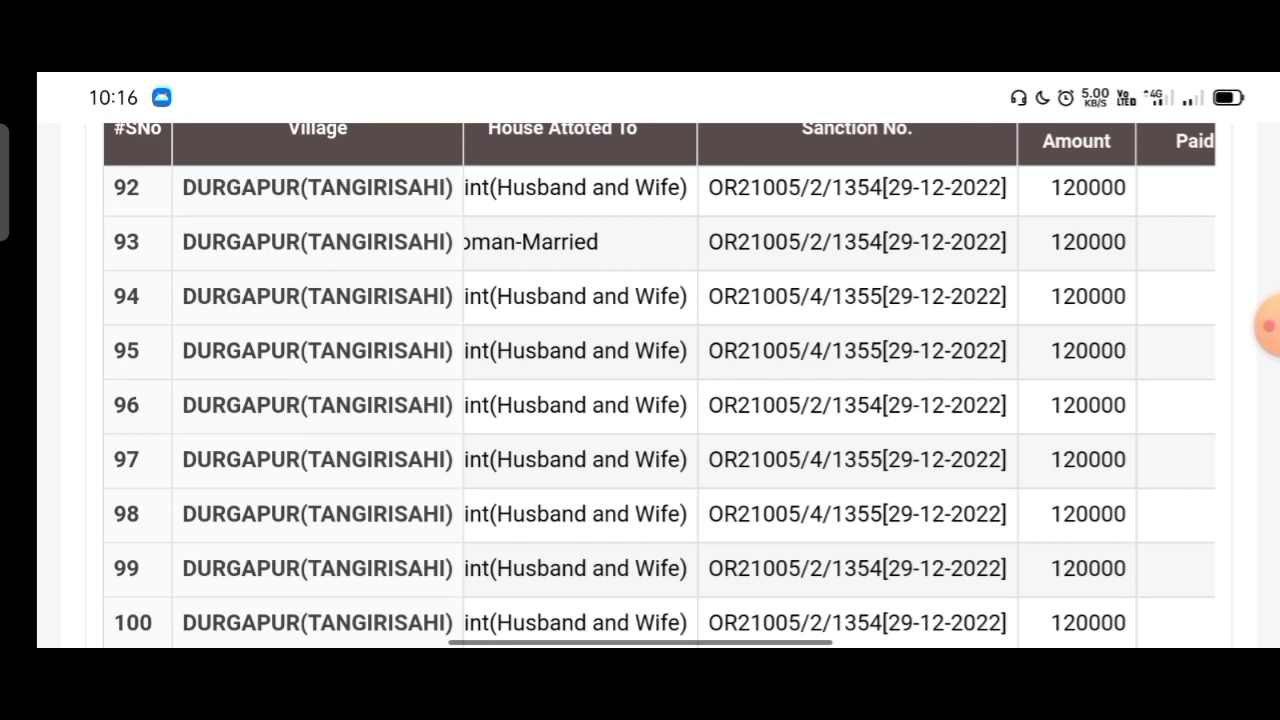 10:16 5.00 KB/S Vo LTED 4G
#SNo Village House Attoted To Sanction No. Amount Paid
92 DURGAPUR(TANGIRISAHI) int(Husband and Wife) OR21005/2/1354[29-12-2022] 120000
93 DURGAPUR(TANGIRISAHI) oman-Married OR21005/2/1354[29-12-2022] 120000
94 DURGAPUR(TANGIRISAHI) int(Husband and Wife) OR21005/4/1355[29-12-2022] 120000
95 DURGAPUR(TANGIRISAHI) int(Husband and Wife) OR21005/4/1355[29-12-2022] 120000
96 DURGAPUR(TANGIRISAHI) int(Husband and Wife) OR21005/2/1354[29-12-2022] 120000
97 DURGAPUR(TANGIRISAHI) int(Husband and Wife) OR21005/4/1355[29-12-2022] 120000
98 DURGAPUR(TANGIRISAHI) int(Husband and Wife) OR21005/4/1355[29-12-2022] 120000
99 DURGAPUR(TANGIRISAHI) int(Husband and Wife) OR21005/2/1354[29-12-2022] 120000
100 DURGAPUR(TANGIRISAHI) int(Husband and Wife) OR21005/2/1354[29-12-2022] 120000